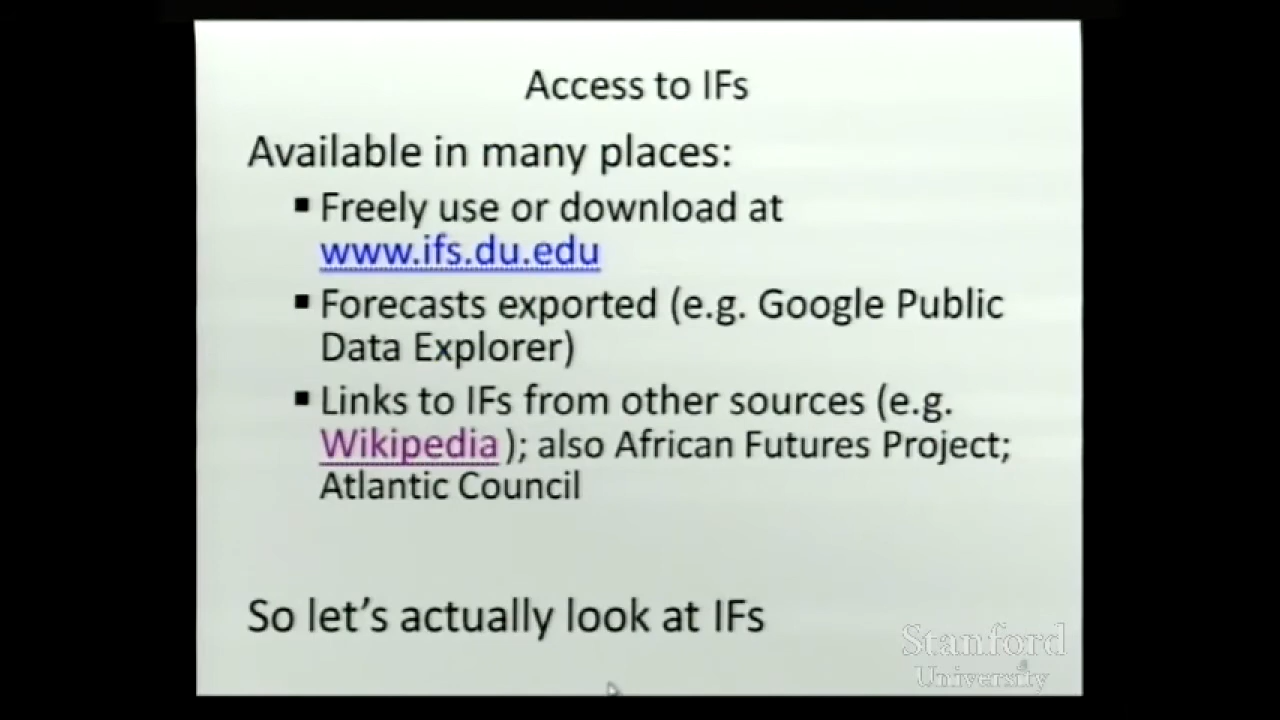 Access to IFs
Available in many places:
▪ Freely use or download at
www.ifs.du.edu
▪ Forecasts exported (e.g. Google Public
Data Explorer)
▪ Links to IFs from other sources (e.g.
Wikipedia ); also African Futures Project;
Atlantic Council
So let's actually look at IFs
Stanford
University